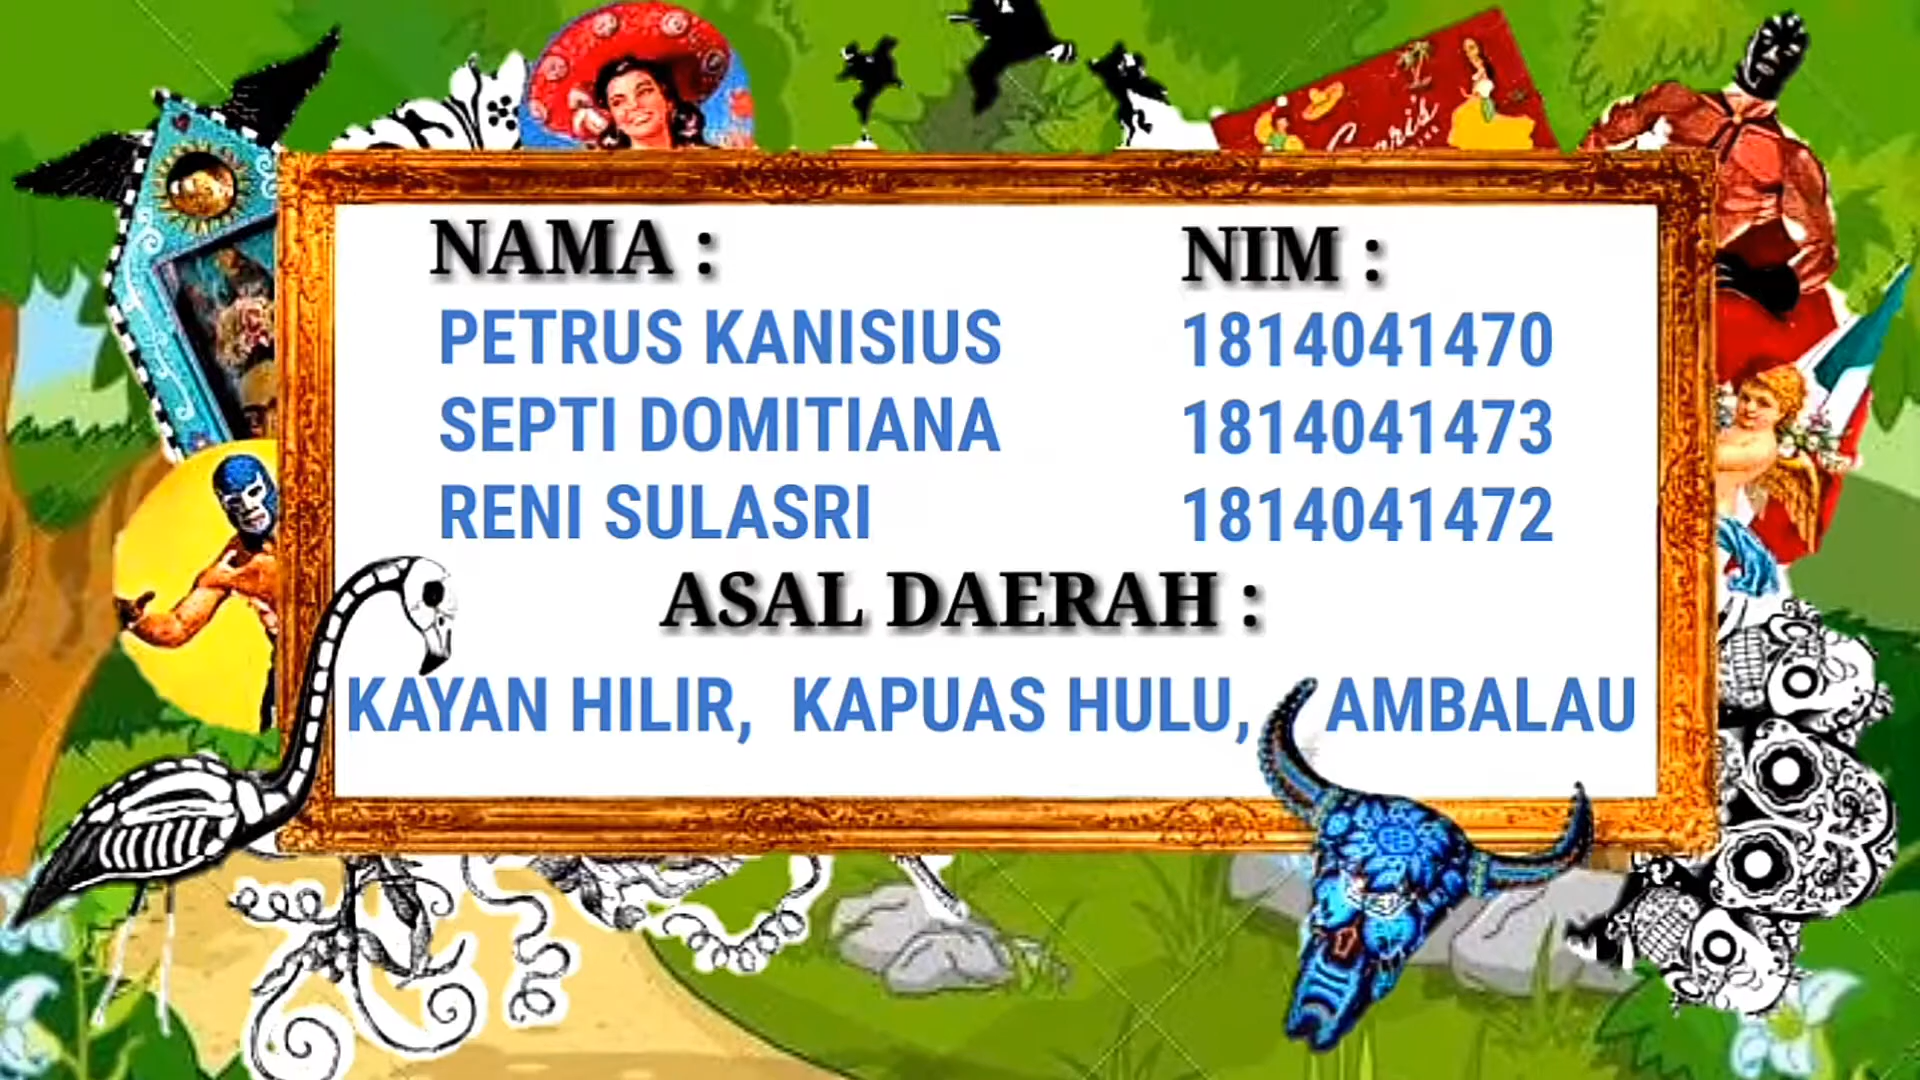 NAMA : NIM :
PETRUS KANISIUS 1814041470
SEPTI DOMITIANA 1814041473
RENI SULASRI 1814041472
ASAL DAERAH :
KAYAN HILIR, KAPUAS HULU, AMBALAU